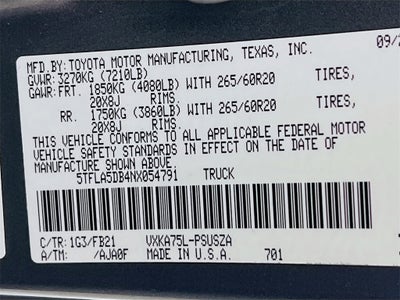 MFD. BY:TOYOTA MOTOR MANUFACTURING, TEXAS, INC. 09/2
GVWR: 3270KG (7210LB)
GAWR: FRT. 1850KG (4080LB) WITH 265/60R20 TIRES,
20X8J RIMS.
RR. 1750KG (3860LB) WITH 265/60R20 TIRES,
20X8J RIMS.
THIS VEHICLE CONFORMS TO ALL APPLICABLE FEDERAL MOTOR
VEHICLE SAFETY STANDARDS IN EFFECT ON THE DATE OF
MANUFACTURE SHOWN ABOVE.
5TFLA5DB4NX054791 TRUCK
C/TR: 1G3/FB21 VXKA75L-PSUSZA
A/TM: /AJA0F MADE IN U.S.A. 701